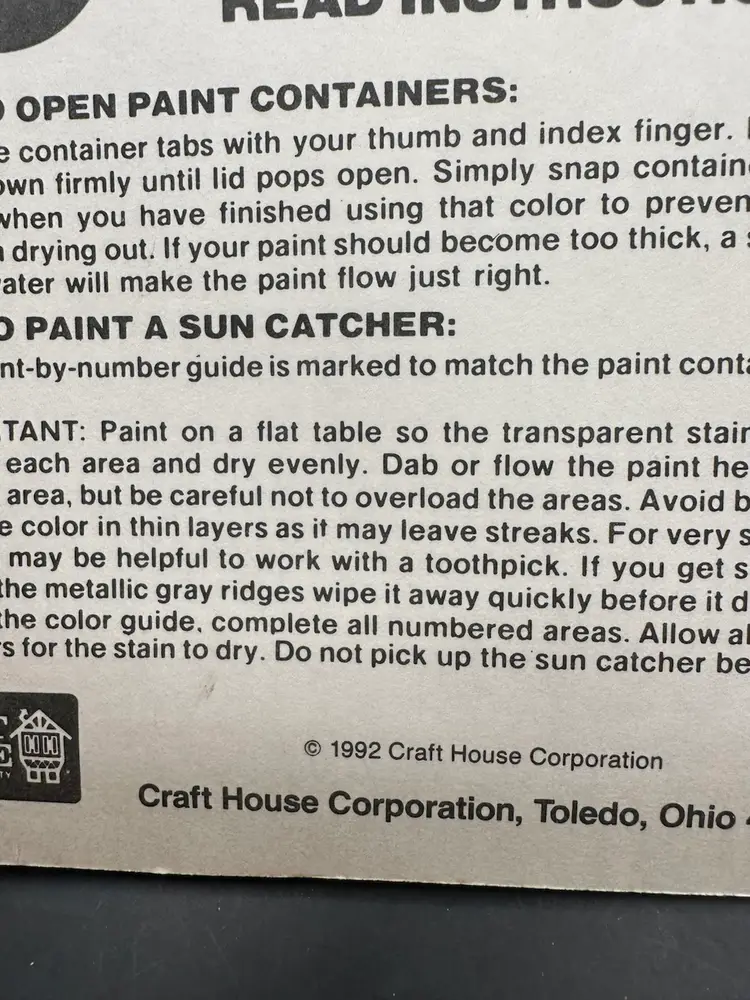 READ INSTRUCTIO
O OPEN PAINT CONTAINERS:
e container tabs with your thumb and index finger.
own firmly until lid pops open. Simply snap contain
when you have finished using that color to preven
drying out. If your paint should become too thick, a
ater will make the paint flow just right.
O PAINT A SUN CATCHER:
nt-by-number guide is marked to match the paint conta
TANT: Paint on a flat table so the transparent stain
each area and dry evenly. Dab or flow the paint he
area, but be careful not to overload the areas. Avoid b
e color in thin layers as it may leave streaks. For very s
may be helpful to work with a toothpick. If you get s
the metallic gray ridges wipe it away quickly before it d
the color guide, complete all numbered areas. Allow al
rs for the stain to dry. Do not pick up the sun catcher be
© 1992 Craft House Corporation
Craft House Corporation, Toledo, Ohio 4